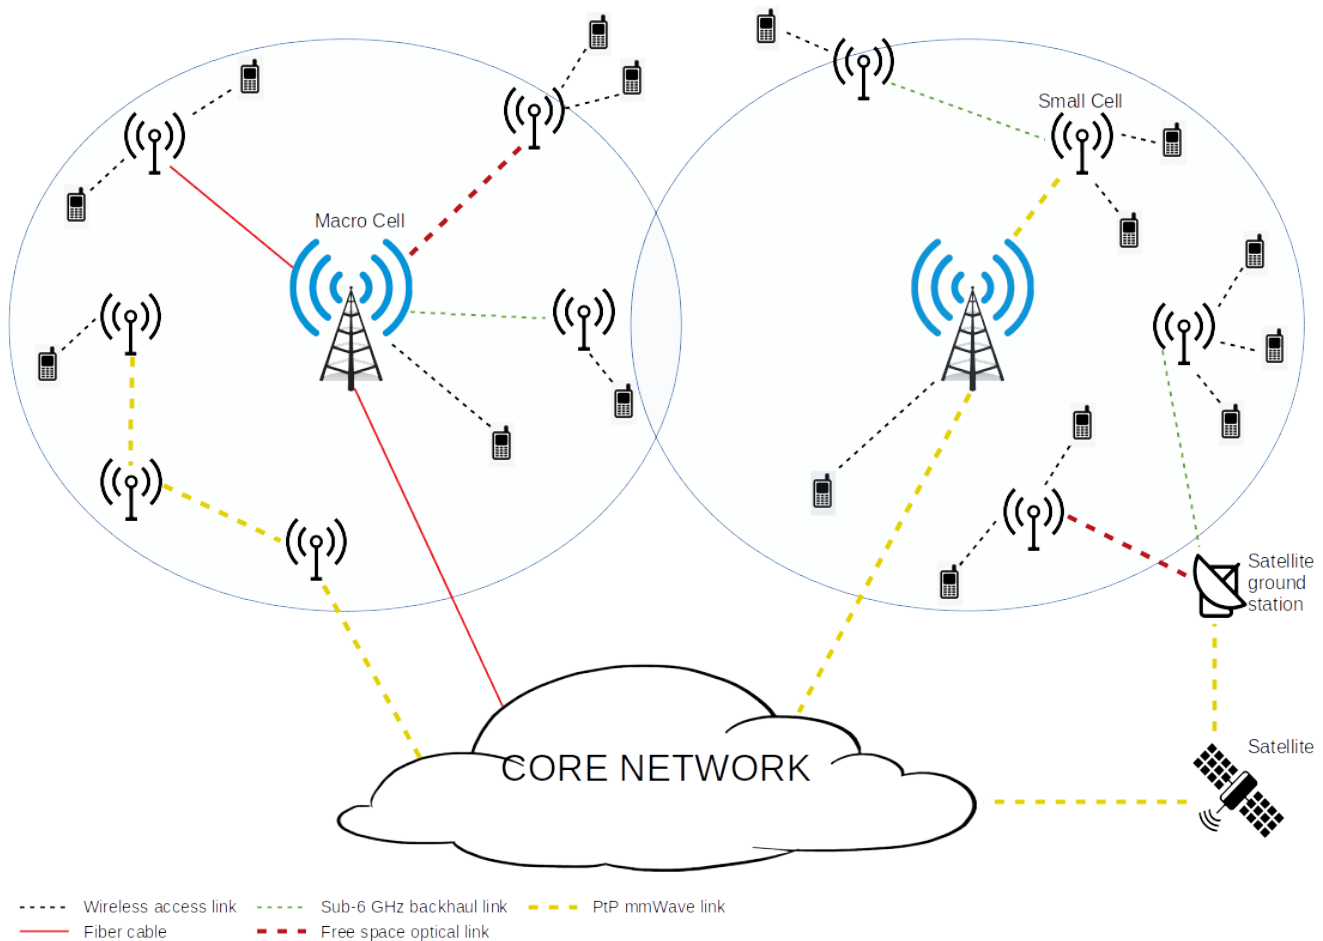 Small Cell
Macro Cell
Satellite
ground
station
Satellite
CORE NETWORK
Wireless access link
Sub-6 GHz backhaul link
PtP mmWave link
Fiber cable
Free space optical link